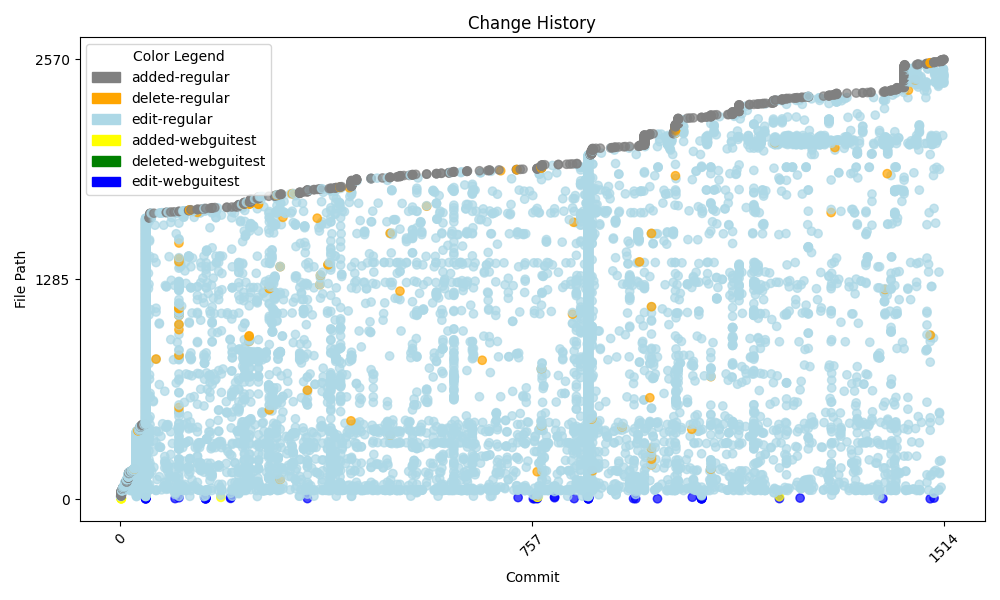 Change History
Color Legend
added-regular
delete-regular
edit-regular
added-webguitest
deleted-webguitest
edit-webguitest
2570
1285
0
File Path
0
757
1514
Commit